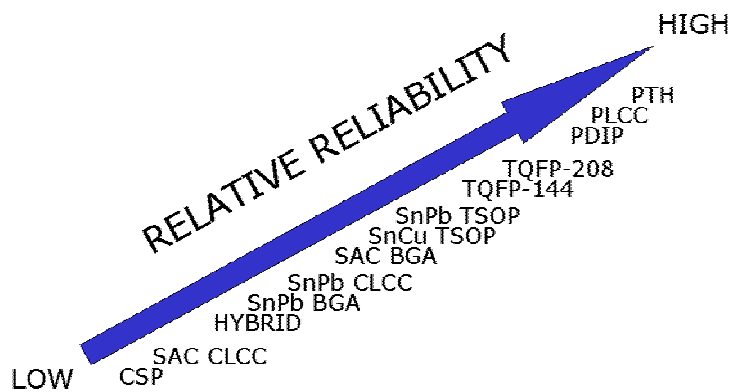 HIGH
RELATIVE RELIABILITY
PTH
PLCC
PDIP
TQFP-208
TQFP-144
SnPb TSOP
SnCu TSOP
SAC BGA
SnPb CLCC
SnPb BGA
HYBRID
SAC CLCC
CSP
LOW